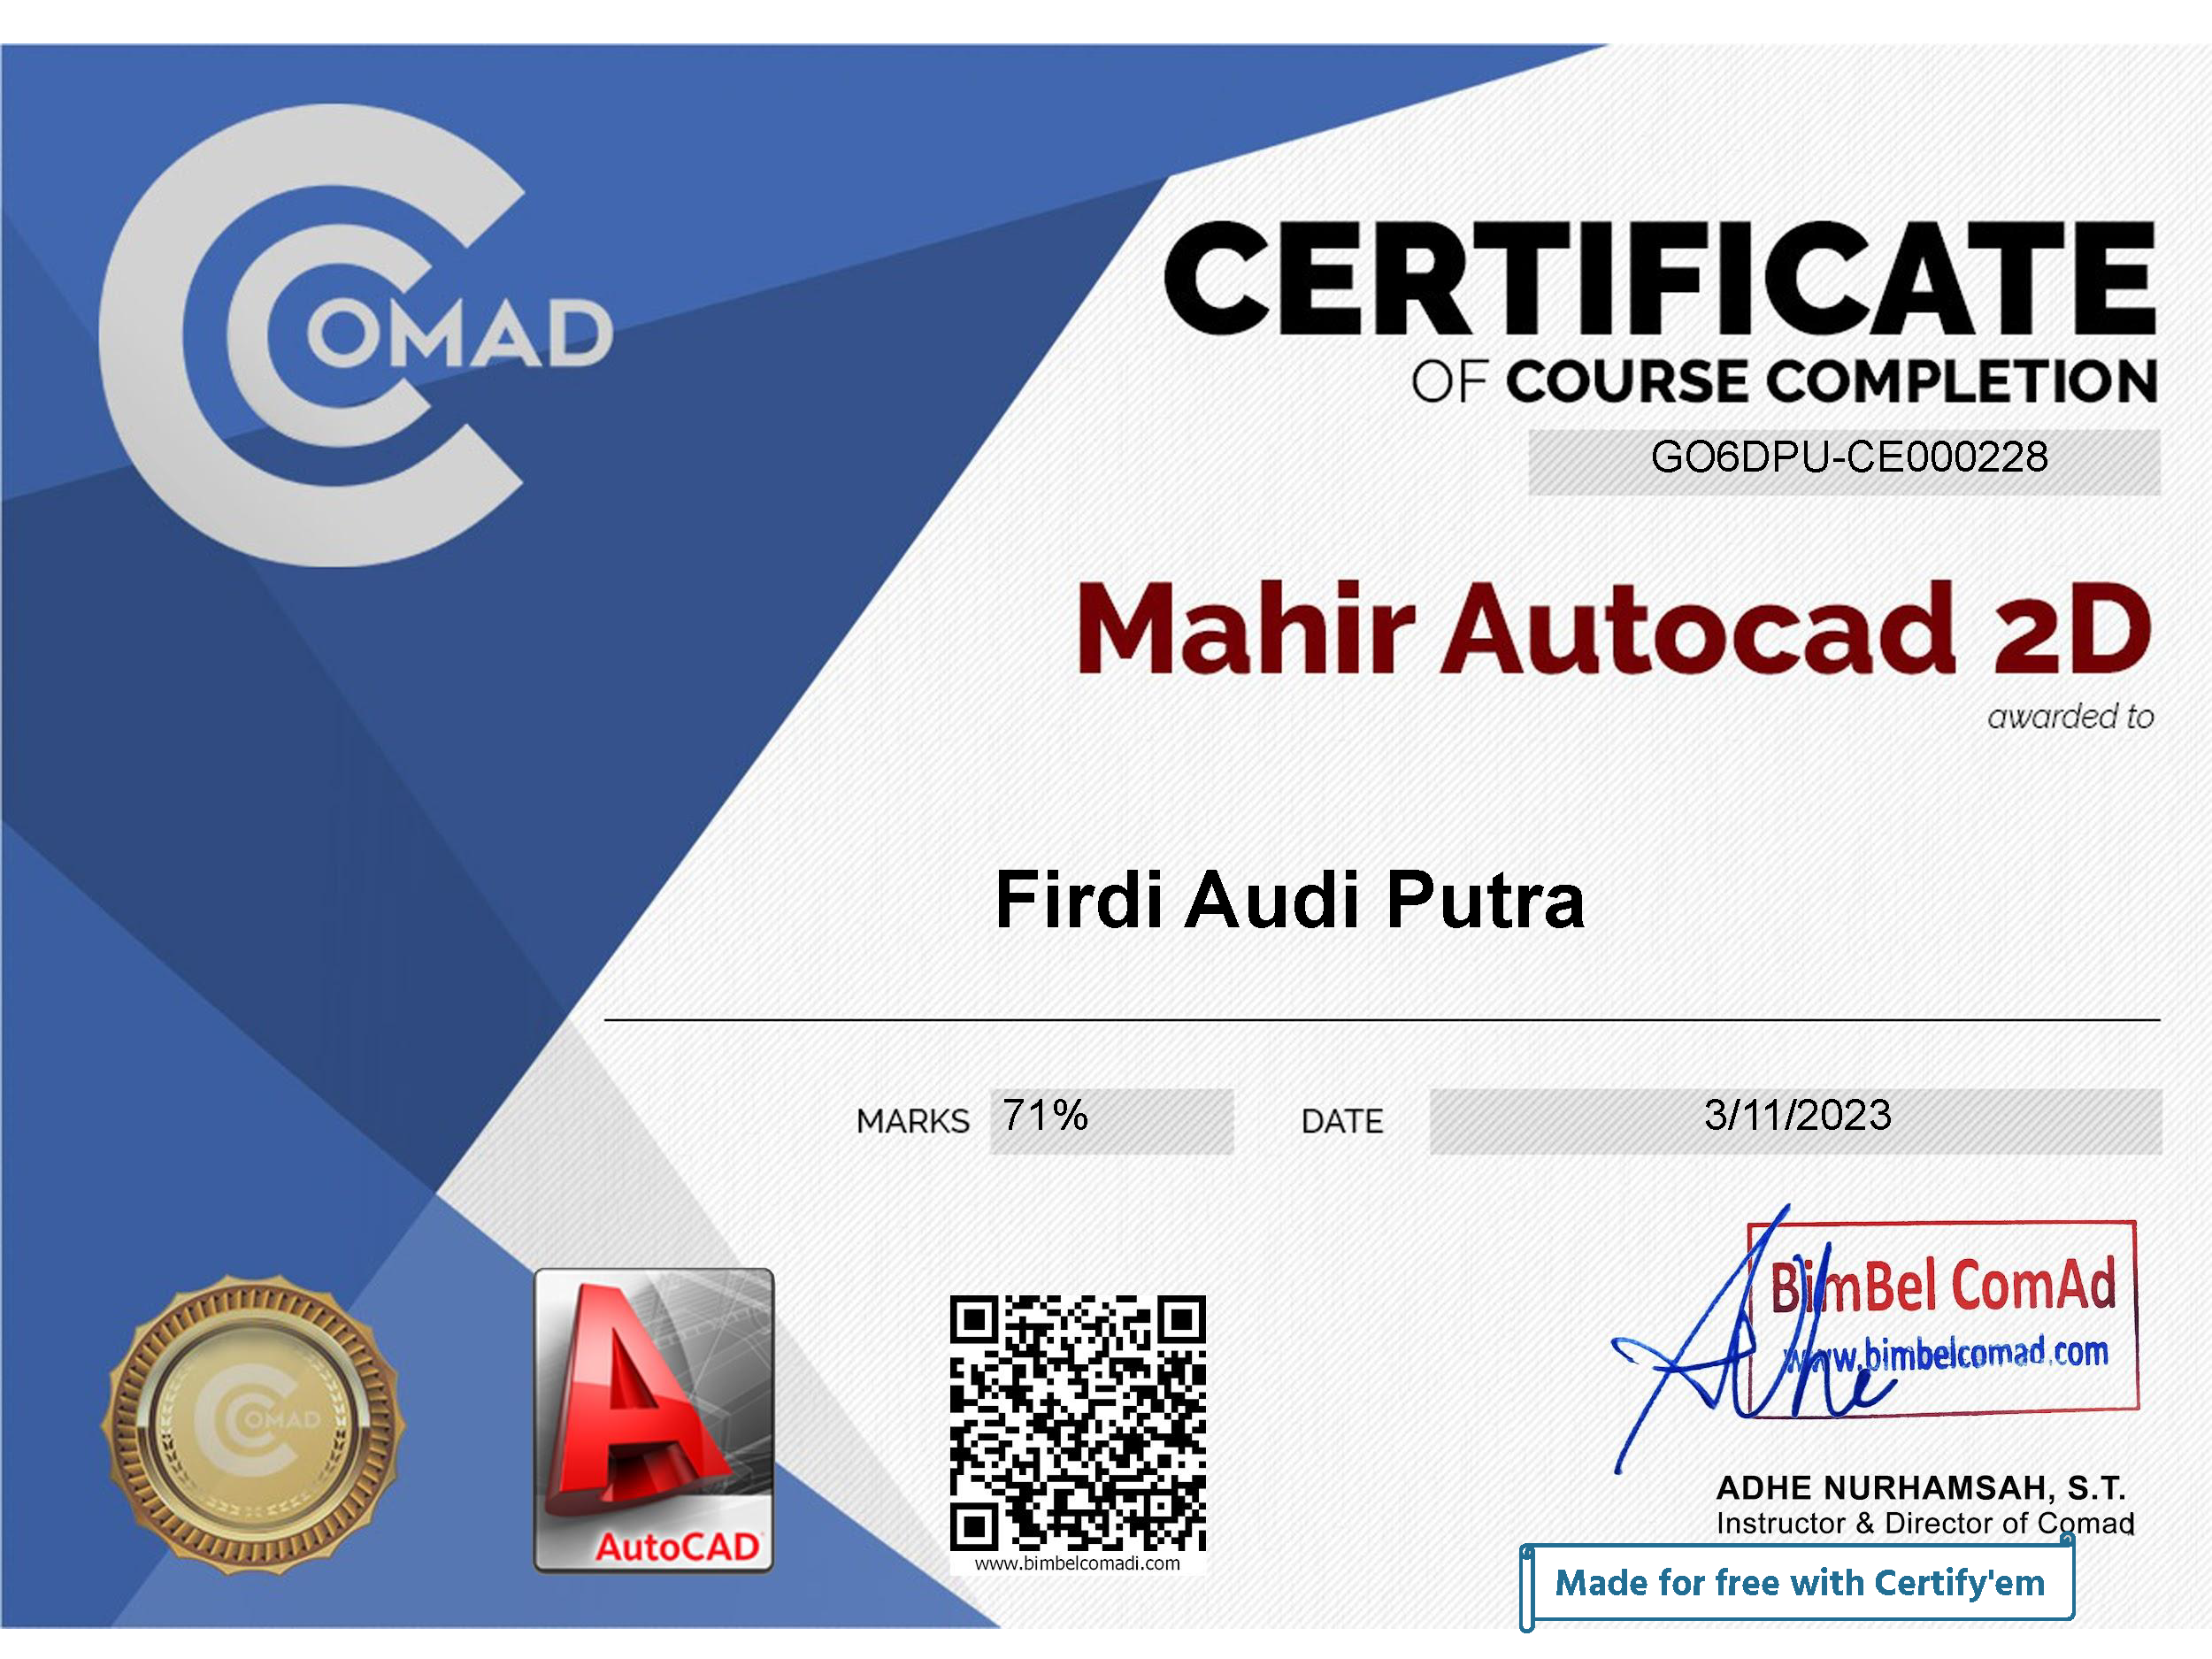 COMAD
CERTIFICATE
OF COURSE COMPLETION
GO6DPU-CE000228
Mahir Autocad 2D
awarded to
Firdi Audi Putra
MARKS 71% DATE 3/11/2023
COMAD
AutoCAD
www.bimbelcomadi.com
BimBel ComAd
www.bimbelcomad.com
Adhe
ADHE NURHAMSAH, S.T.
Instructor & Director of Comad
Made for free with Certify'em